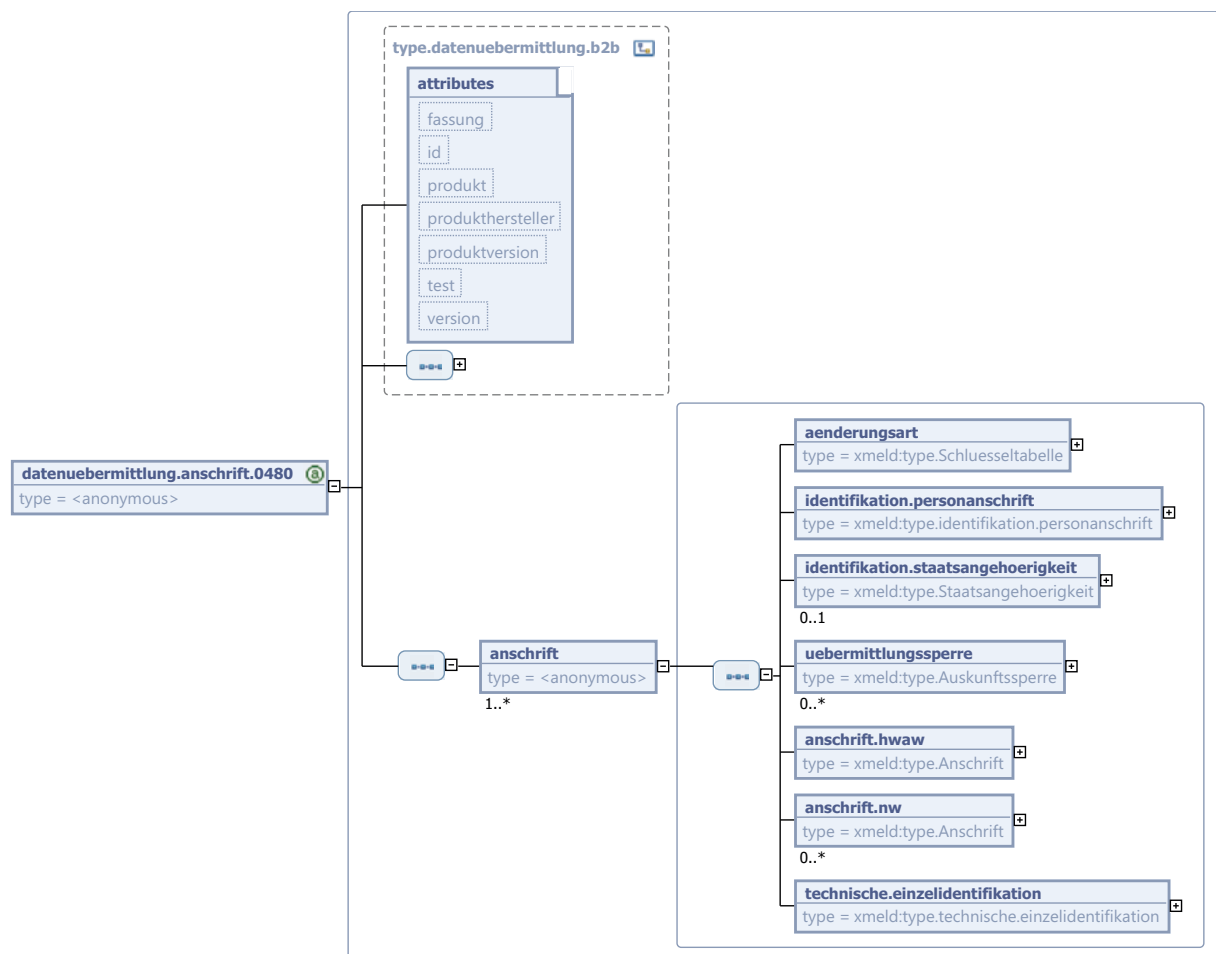 type.datenuebermittlung.b2b
attributes
fassung
id
produkt
produkthersteller
produktversion
test
version
datenuebermittlung.anschrift.0480
type = <anonymous>
anschrift
type = <anonymous>
1..*
aenderungsart
type = xmeld:type.Schluesseltabelle
identifikation.personanschrift
type = xmeld:type.identifikation.personanschrift
identifikation.staatsangehoerigkeit
type = xmeld:type.Staatsangehoerigkeit
0..1
uebermittlungssperre
type = xmeld:type.Auskunftssperre
0..*
anschrift.hwaw
type = xmeld:type.Anschrift
anschrift.nw
type = xmeld:type.Anschrift
0..*
technische.einzelidentifikation
type = xmeld:type.technische.einzelidentifikation